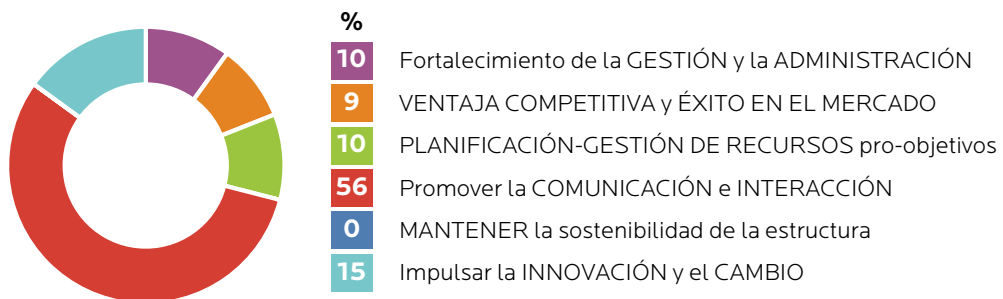 %
10 Fortalecimiento de la GESTIÓN y la ADMINISTRACIÓN
9 VENTAJA COMPETITIVA y ÉXITO EN EL MERCADO
10 PLANIFICACIÓN-GESTIÓN DE RECURSOS pro-objetivos
56 Promover la COMUNICACIÓN e INTERACCIÓN
0 MANTENER la sostenibilidad de la estructura
15 Impulsar la INNOVACIÓN y el CAMBIO